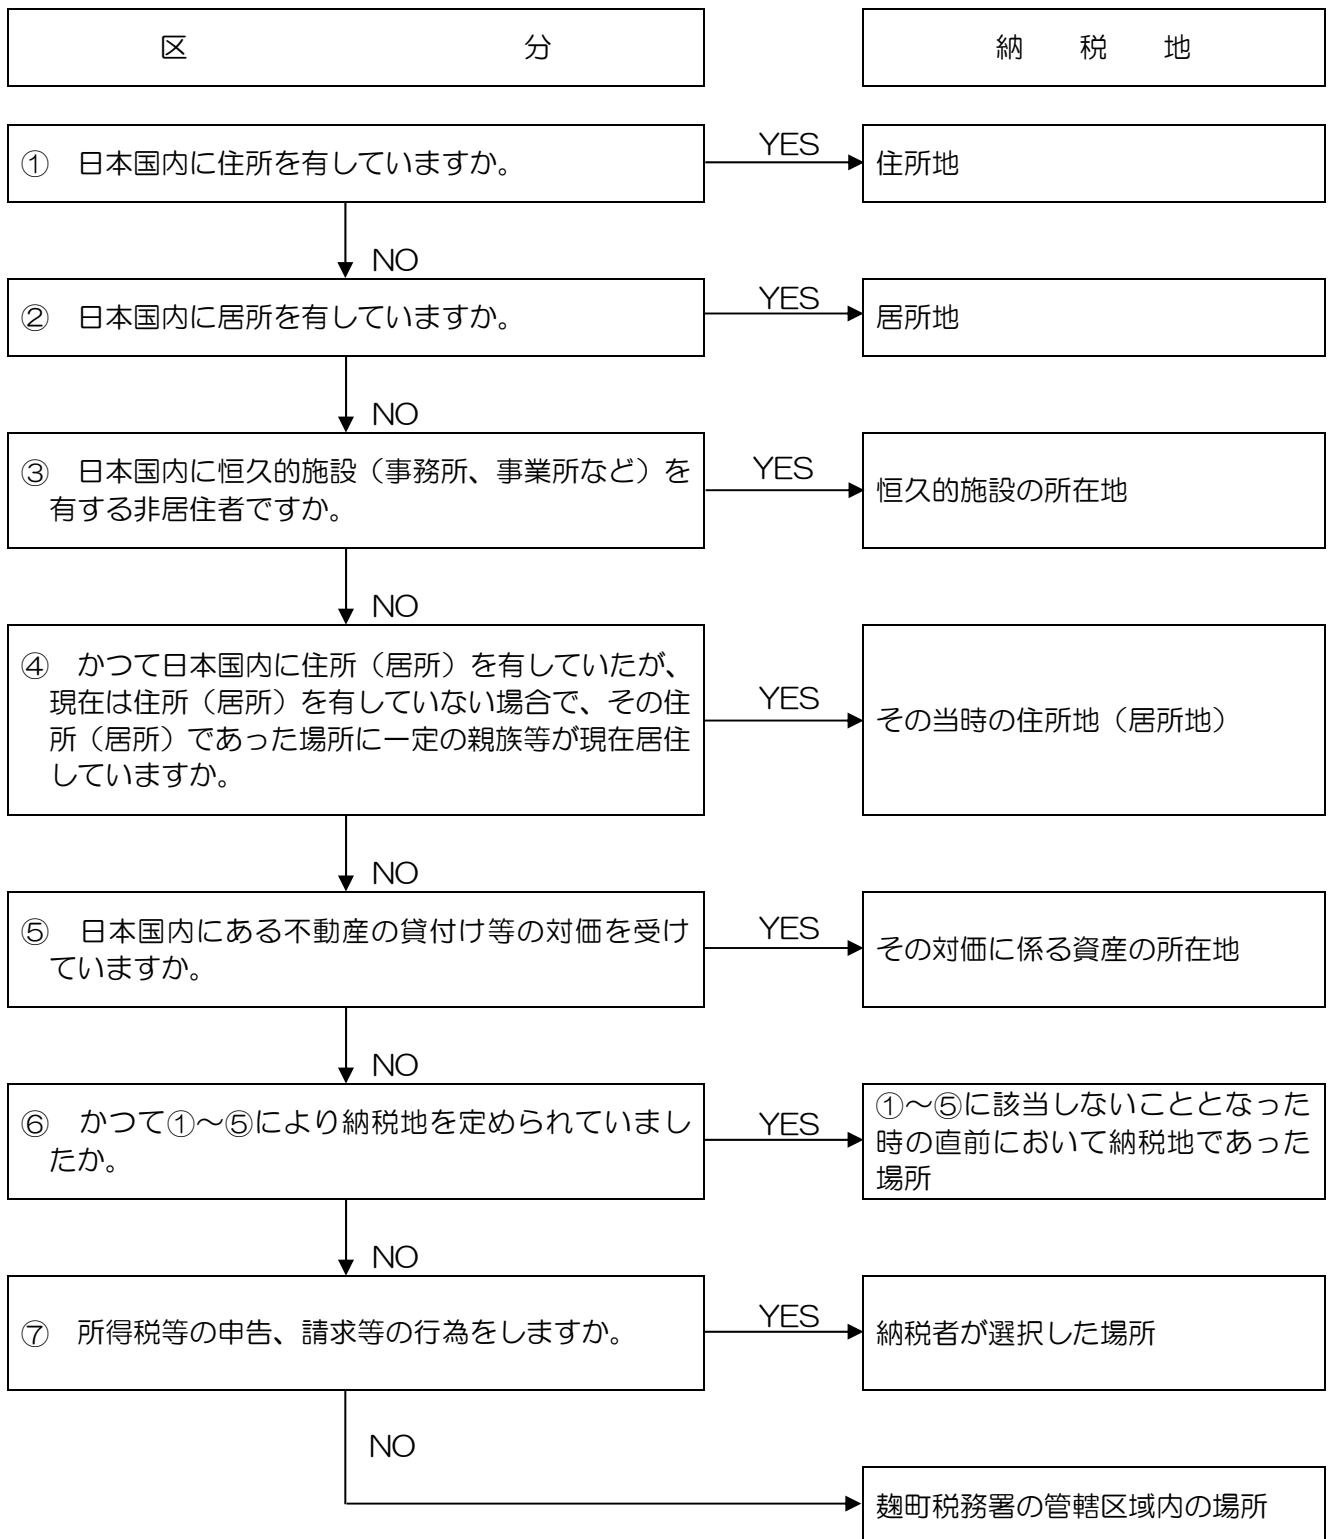 区　分
納　税　地
①　日本国内に住所を有していますか。
YES
住所地
NO
②　日本国内に居所を有していますか。
YES
居所地
NO
③　日本国内に恒久的施設（事務所、事業所など）を
有する非居住者ですか。
YES
恒久的施設の所在地
NO
④　かつて日本国内に住所（居所）を有していたが、
現在は住所（居所）を有していない場合で、その住
所（居所）であった場所に一定の親族等が現在居住
していますか。
YES
その当時の住所地（居所地）
NO
⑤　日本国内にある不動産の貸付け等の対価を受け
ていますか。
YES
その対価に係る資産の所在地
NO
⑥　かつて①～⑤により納税地を定められていまし
たか。
YES
①～⑤に該当しないこととなった
時の直前において納税地であった
場所
NO
⑦　所得税等の申告、請求等の行為をしますか。
YES
納税者が選択した場所
NO
麹町税務署の管轄区域内の場所